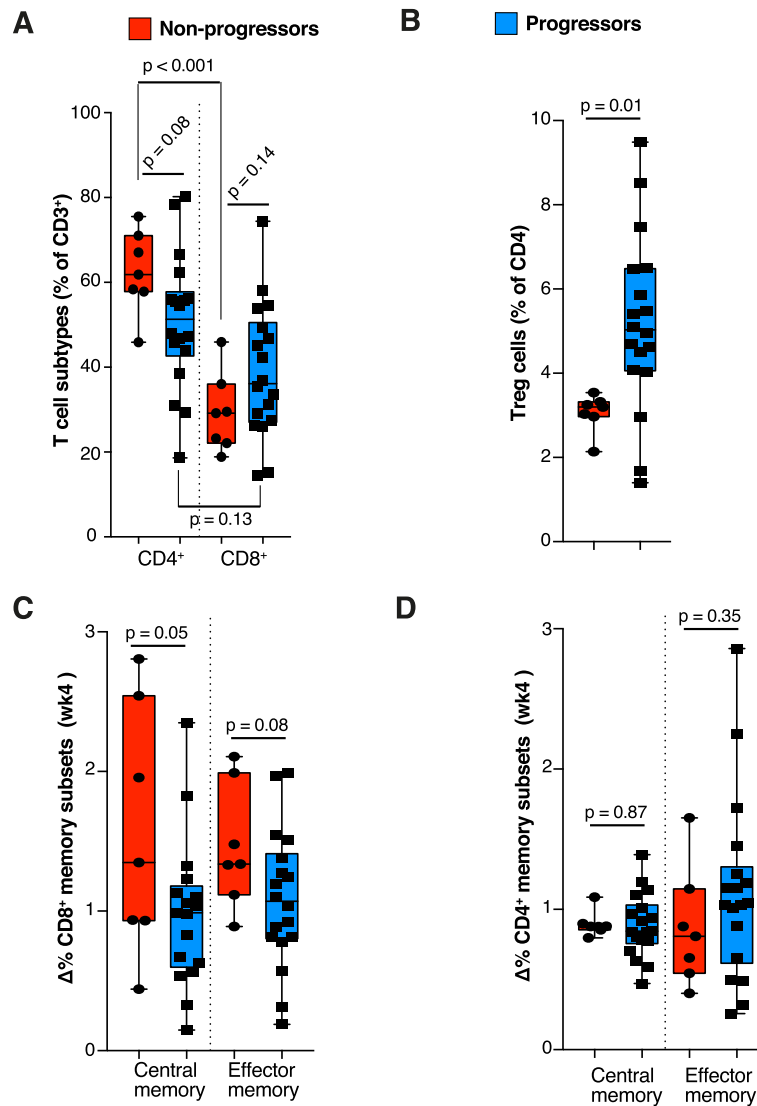 A
Non-progressors
B
Progressors
p < 0.001
p = 0.08
p = 0.14
T cell subtypes (% of CD3⁺)
100
80
60
40
20
0
p = 0.13
CD4⁺
CD8⁺
p = 0.01
Treg cells (% of CD4)
10
8
6
4
2
0
C
p = 0.05
p = 0.08
Δ% CD8⁺ memory subsets (wk4)
3
2
1
0
Central
memory
Effector
memory
D
p = 0.35
p = 0.87
Δ% CD4⁺ memory subsets (wk4)
3
2
1
0
Central
memory
Effector
memory